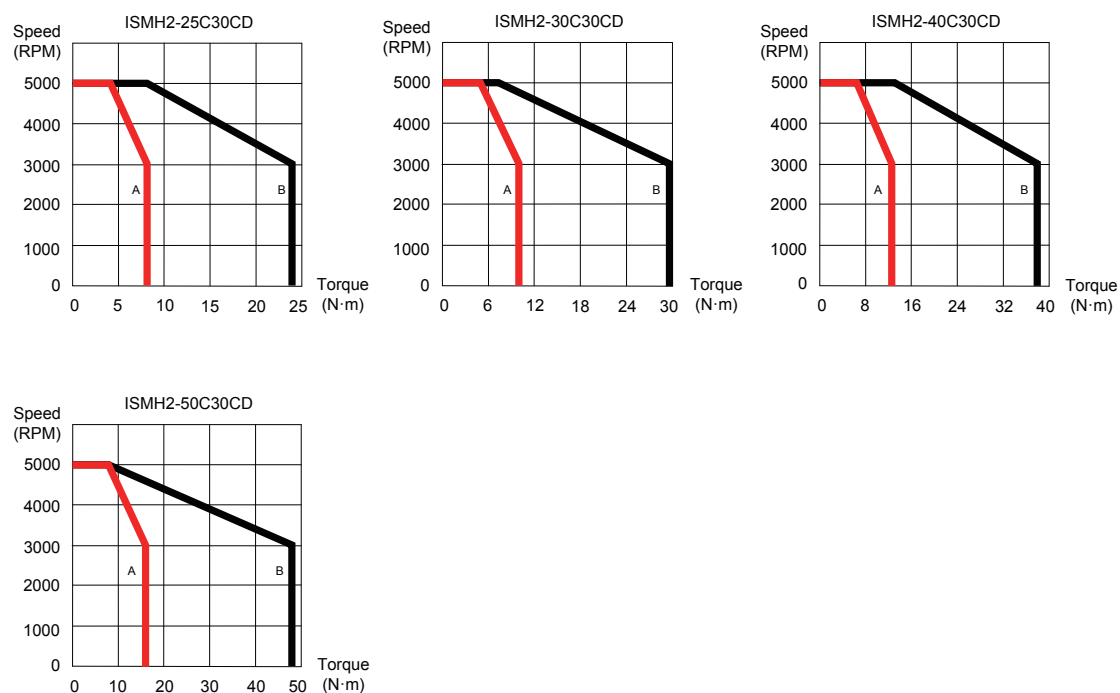 ISMH2-25C30CD
Speed
(RPM)
5000
4000
3000
2000
1000
0
A
B
0 5 10 15 20 25
Torque
(N·m)
ISMH2-30C30CD
Speed
(RPM)
5000
4000
3000
2000
1000
0
A
B
0 6 12 18 24 30
Torque
(N·m)
ISMH2-40C30CD
Speed
(RPM)
5000
4000
3000
2000
1000
0
A
B
0 8 16 24 32 40
Torque
(N·m)
ISMH2-50C30CD
Speed
(RPM)
5000
4000
3000
2000
1000
0
A
B
0 10 20 30 40 50
Torque
(N·m)